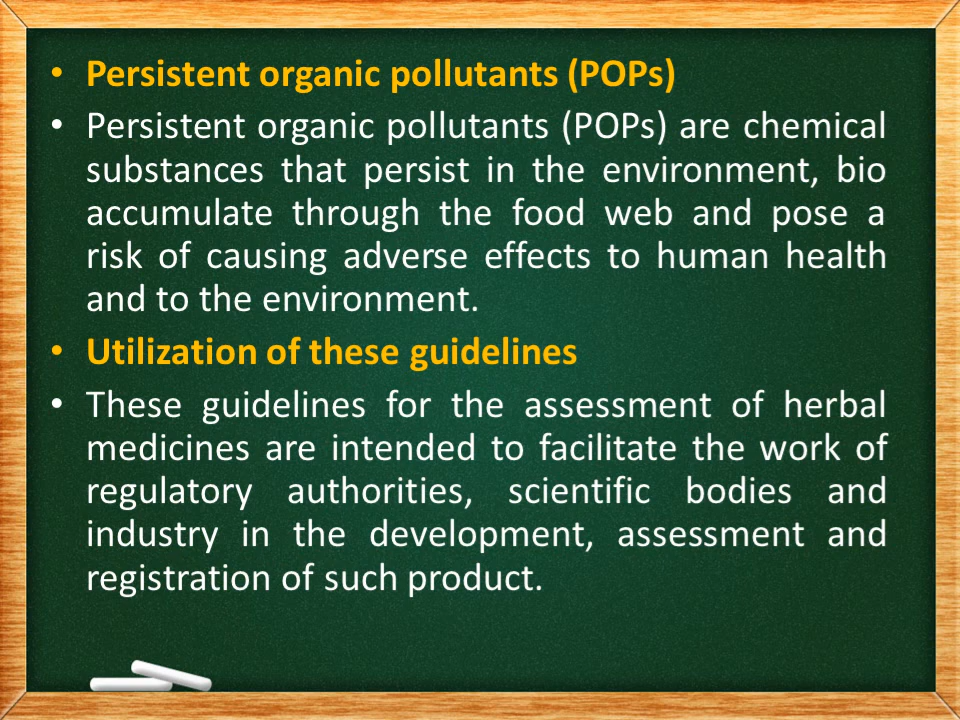 • Persistent organic pollutants (POPs)
• Persistent organic pollutants (POPs) are chemical
substances that persist in the environment, bio
accumulate through the food web and pose a
risk of causing adverse effects to human health
and to the environment.
• Utilization of these guidelines
• These guidelines for the assessment of herbal
medicines are intended to facilitate the work of
regulatory authorities, scientific bodies and
industry in the development, assessment and
registration of such product.